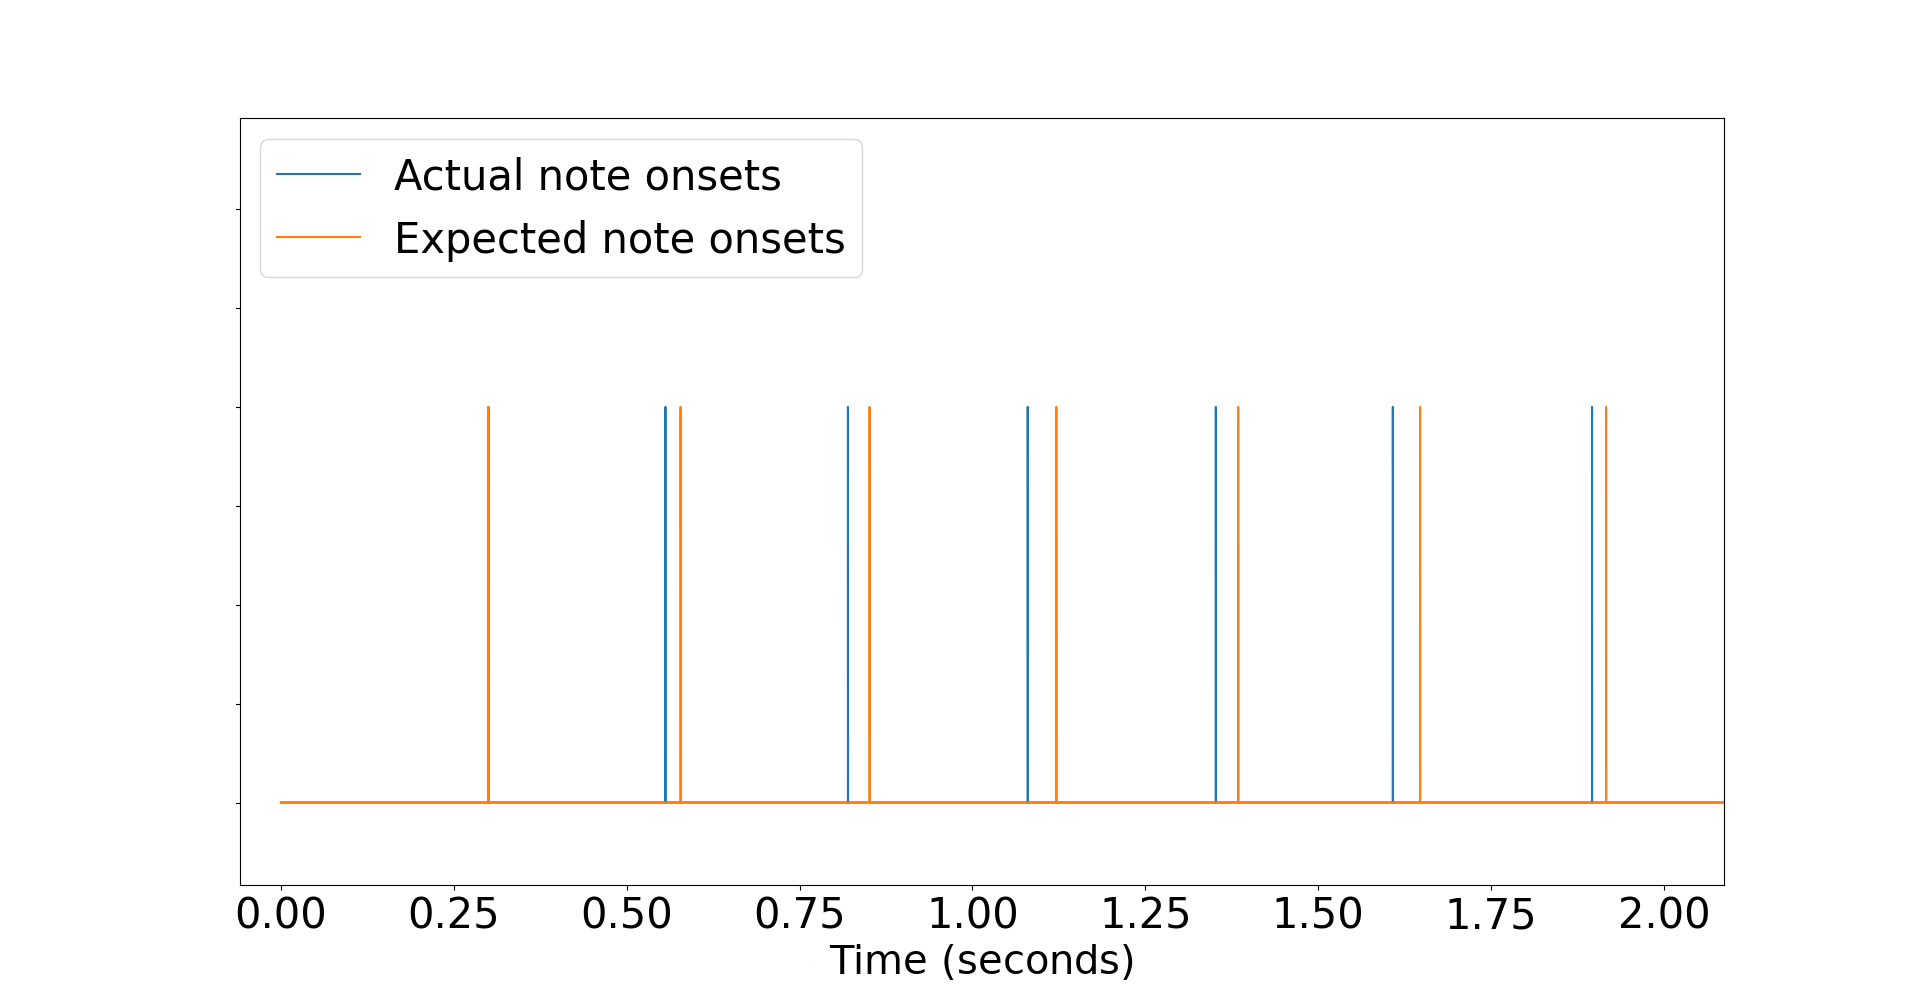 Actual note onsets
Expected note onsets
0.00 0.25 0.50 0.75 1.00 1.25 1.50 1.75 2.00
Time (seconds)